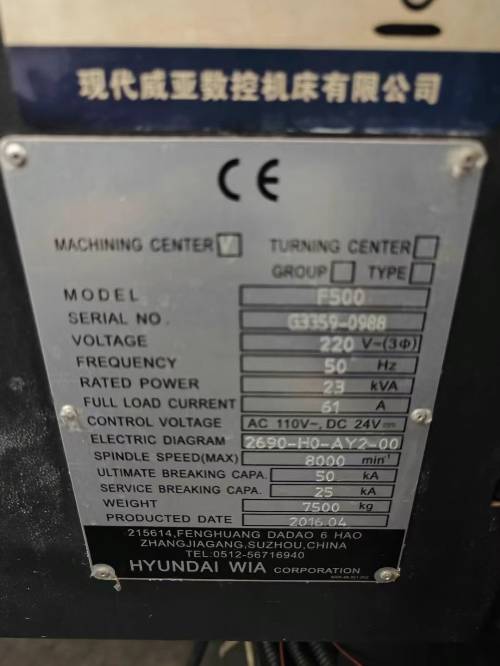 现代威亚数控机床有限公司
CE
MACHINING CENTER V TURNING CENTER
GROUP TYPE
MODEL F500
SERIAL NO. G3359-0988
VOLTAGE 220 V~(3Φ)
FREQUENCY 50 Hz
RATED POWER 23 kVA
FULL LOAD CURRENT 61 A
CONTROL VOLTAGE AC 110V~, DC 24V⎓
ELECTRIC DIAGRAM 2690-H0-AY2-00
SPINDLE SPEED(MAX) 8000 min⁻¹
ULTIMATE BREAKING CAPA. 50 kA
SERVICE BREAKING CAPA. 25 kA
WEIGHT 7500 kg
PRODUCTED DATE 2016.04
215614,FENGHUANG DADAO 6 HAO
ZHANGJIAGANG,SUZHOU,CHINA
TEL:0512-56716940
HYUNDAI WIA CORPORATION